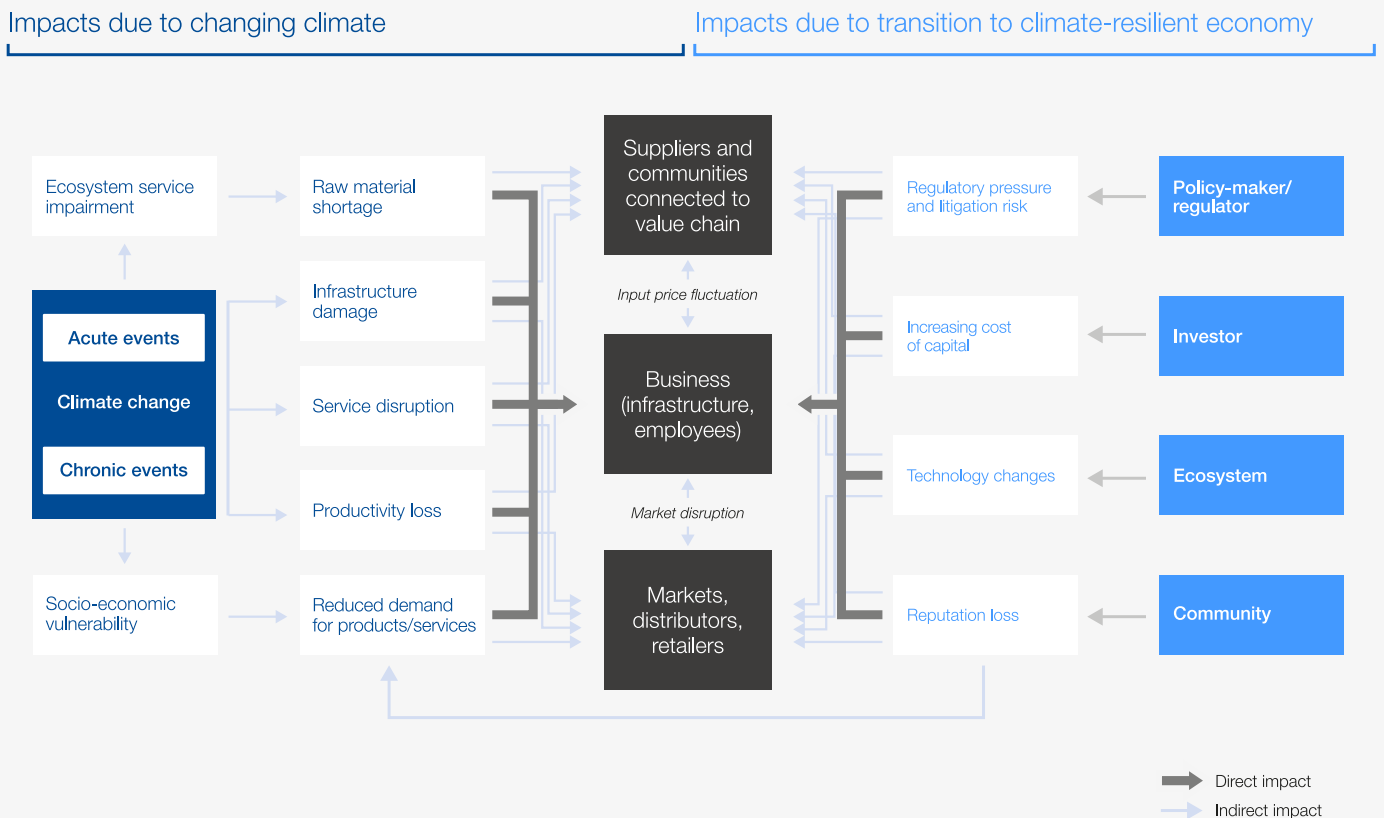 Impacts due to changing climate
Impacts due to transition to climate-resilient economy
Ecosystem service
impairment
Acute events
Climate change
Chronic events
Socio-economic
vulnerability
Raw material
shortage
Infrastructure
damage
Service disruption
Productivity loss
Reduced demand
for products/services
Suppliers and
communities
connected to
value chain
Input price fluctuation
Business
(infrastructure,
employees)
Market disruption
Markets,
distributors,
retailers
Regulatory pressure
and litigation risk
Increasing cost
of capital
Technology changes
Reputation loss
Policy-maker/
regulator
Investor
Ecosystem
Community
Direct impact
Indirect impact